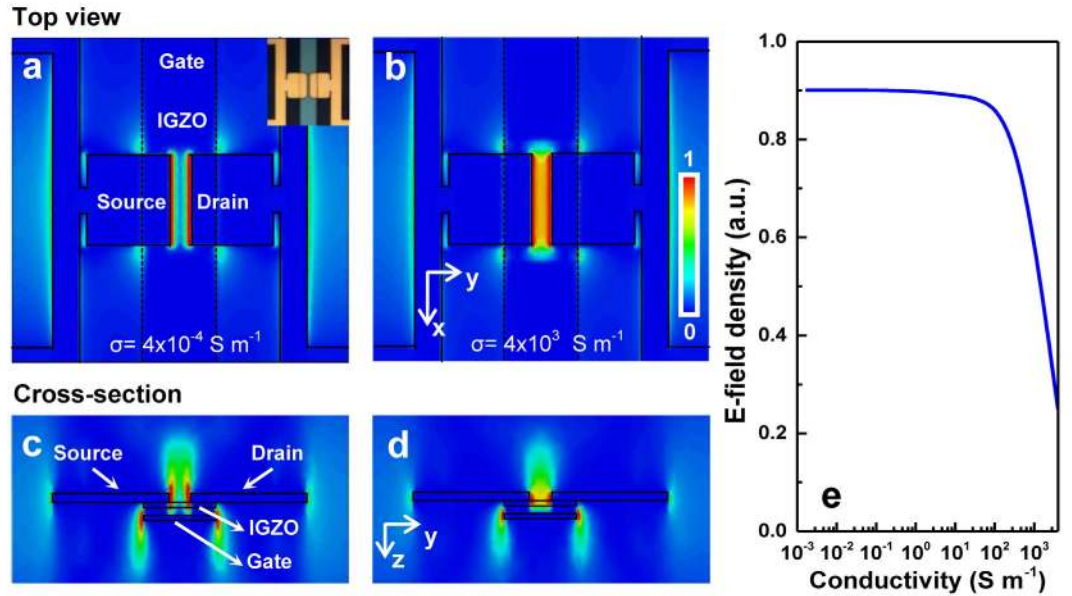 Top view
a
Gate
IGZO
Source
Drain
σ= 4x10⁻⁴ S m⁻¹
b
1
0
y
x
σ= 4x10³ S m⁻¹
Cross-section
c
Source
Drain
IGZO
Gate
d
y
z
E-field density (a.u.)
1.0
0.8
0.6
0.4
0.2
0.0
e
10⁻³ 10⁻² 10⁻¹ 10⁰ 10¹ 10² 10³
Conductivity (S m⁻¹)